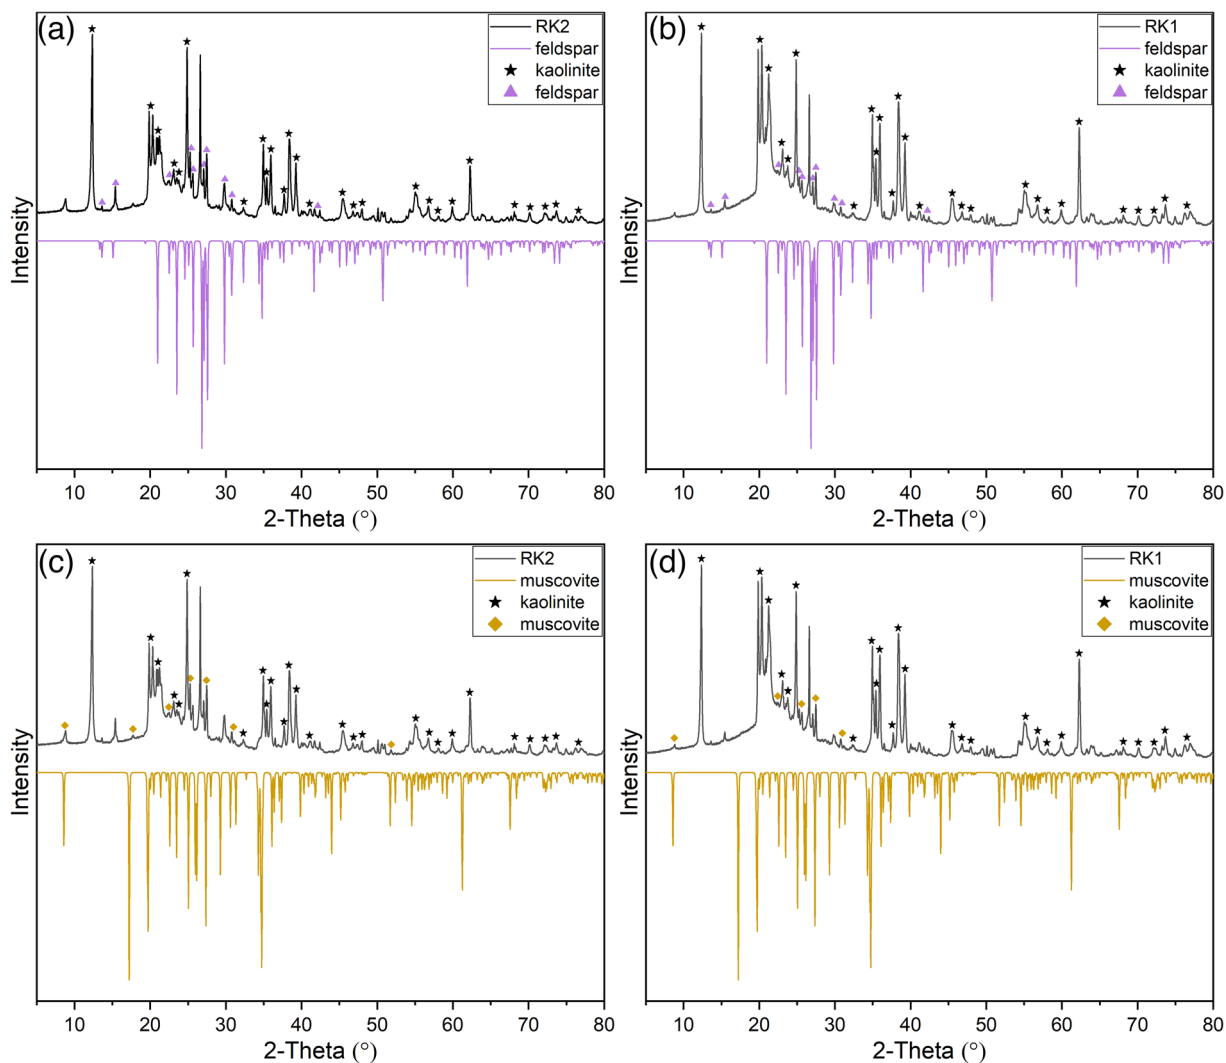 (a)
RK2
feldspar
kaolinite
feldspar
Intensity
10 20 30 40 50 60 70 80
2-Theta (°)
(b)
RK1
feldspar
kaolinite
feldspar
Intensity
10 20 30 40 50 60 70 80
2-Theta (°)
(c)
RK2
muscovite
kaolinite
muscovite
Intensity
10 20 30 40 50 60 70 80
2-Theta (°)
(d)
RK1
muscovite
kaolinite
muscovite
Intensity
10 20 30 40 50 60 70 80
2-Theta (°)